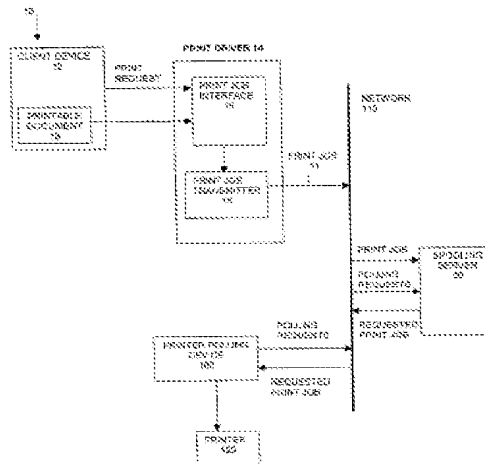 CLIENT DEVICE
12
PRINTABLE
DOCUMENT
PRINT
REQUEST
PRINT DRIVER 14
PRINT JOB
INTERFACE
PRINT JOB
TRANSMITTER
PRINT JOB
NETWORK
110
PRINT JOB
POLLING
REQUESTS
REQUESTED
PRINT JOB
SPOOLING
SERVER
POLLING
REQUESTS
REQUESTED
PRINT JOB
PRINTER POLLING
DEVICE
PRINTER